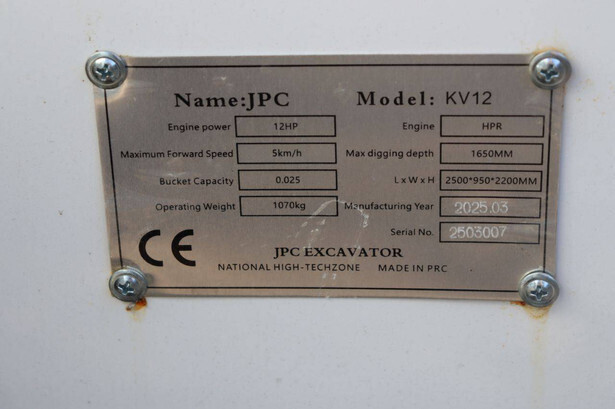 Name:JPC Model: KV12
Engine power 12HP Engine HPR
Maximum Forward Speed 5km/h Max digging depth 1650MM
Bucket Capacity 0.025 L x W x H 2500*950*2200MM
Operating Weight 1070kg Manufacturing Year 2025.03
Serial No. 2503007
CE
JPC EXCAVATOR
NATIONAL HIGH-TECHZONE MADE IN PRC